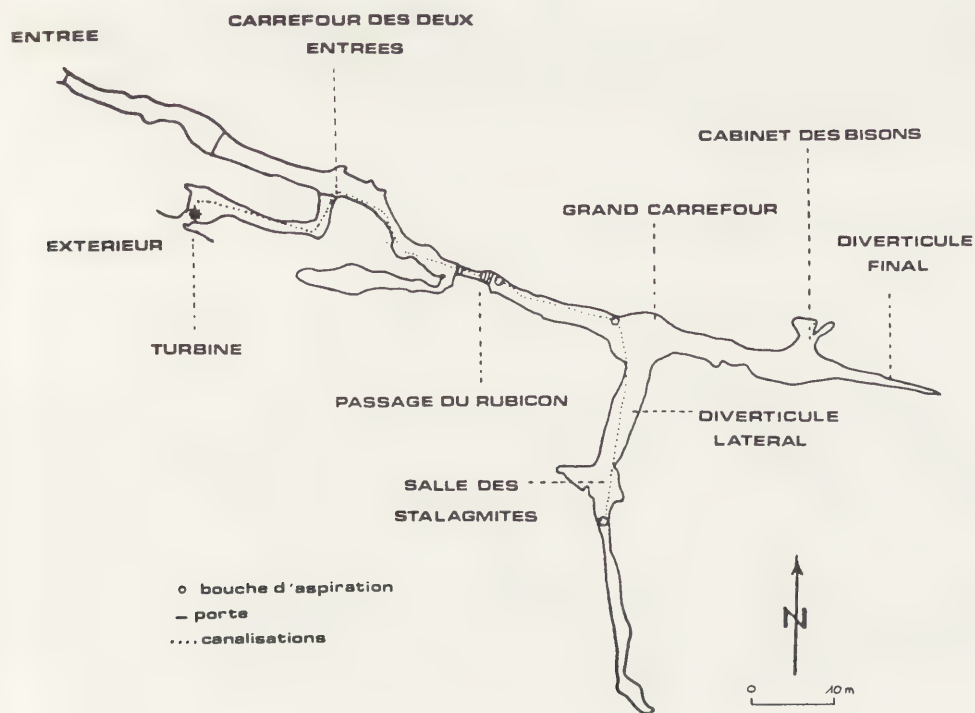 CARREFOUR DES DEUX
ENTREES
ENTREE
CABINET DES BISONS
GRAND CARREFOUR
DIVERTICULE
FINAL
EXTERIEUR
TURBINE
PASSAGE DU RUBICON
DIVERTICULE
LATERAL
SALLE DES
STALAGMITES
o bouche d'aspiration
– porte
.... canalisations
N
0 10 m